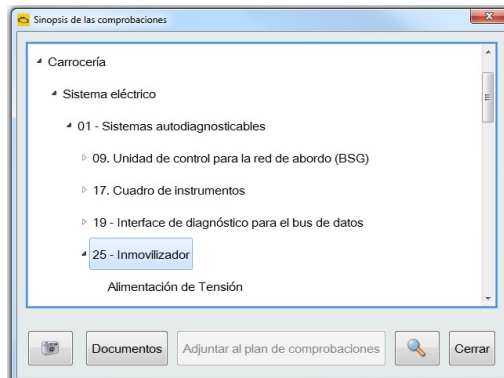 Sinopsis de las comprobaciones
Carrocería
Sistema eléctrico
01 - Sistemas autodiagnosticables
09. Unidad de control para la red de abordo (BSG)
17. Cuadro de instrumentos
19 - Interface de diagnóstico para el bus de datos
25 - Inmovilizador
Alimentación de Tensión
Documentos
Adjuntar al plan de comprobaciones
Cerrar